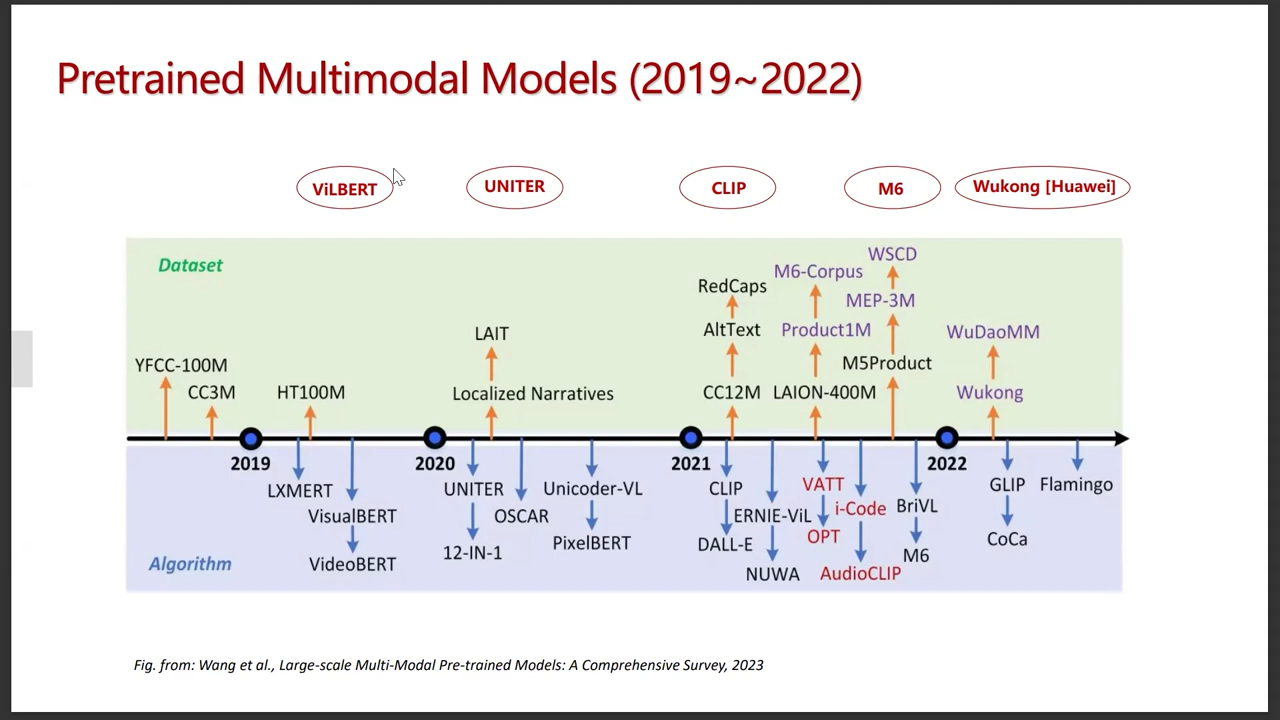 Pretrained Multimodal Models (2019~2022)
ViLBERT
UNITER
CLIP
M6
Wukong [Huawei]
Dataset
WSCD
M6-Corpus
RedCaps
MEP-3M
LAIT
AltText
Product1M
WuDaoMM
YFCC-100M
M5Product
CC3M
HT100M
Localized Narratives
CC12M
LAION-400M
Wukong
2019
2020
2021
2022
LXMERT
UNITER
Unicoder-VL
CLIP
VATT
GLIP
Flamingo
VisualBERT
OSCAR
ERNIE-ViL
i-Code
BriVL
12-IN-1
PixelBERT
DALL-E
OPT
M6
CoCa
Algorithm
VideoBERT
NUWA
AudioCLIP
Fig. from: Wang et al., Large-scale Multi-Modal Pre-trained Models: A Comprehensive Survey, 2023